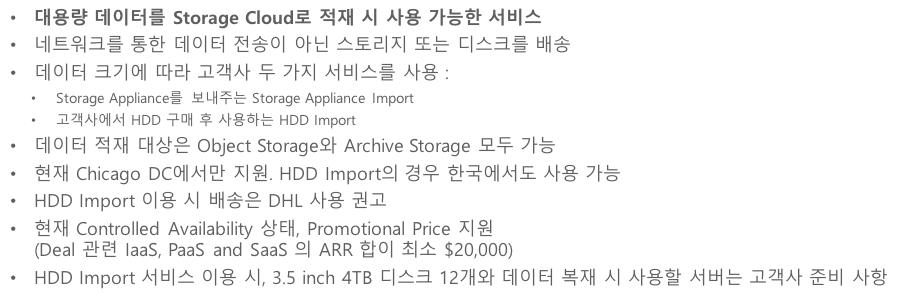 • 대용량 데이터를 Storage Cloud로 적재 시 사용 가능한 서비스
• 네트워크를 통한 데이터 전송이 아닌 스토리지 또는 디스크를 배송
• 데이터 크기에 따라 고객사 두 가지 서비스를 사용 :
• Storage Appliance를 보내주는 Storage Appliance Import
• 고객사에서 HDD 구매 후 사용하는 HDD Import
• 데이터 적재 대상은 Object Storage와 Archive Storage 모두 가능
• 현재 Chicago DC에서만 지원. HDD Import의 경우 한국에서도 사용 가능
• HDD Import 이용 시 배송은 DHL 사용 권고
• 현재 Controlled Availability 상태, Promotional Price 지원
(Deal 관련 IaaS, PaaS and SaaS 의 ARR 합이 최소 $20,000)
• HDD Import 서비스 이용 시, 3.5 inch 4TB 디스크 12개와 데이터 복재 시 사용할 서버는 고객사 준비 사항